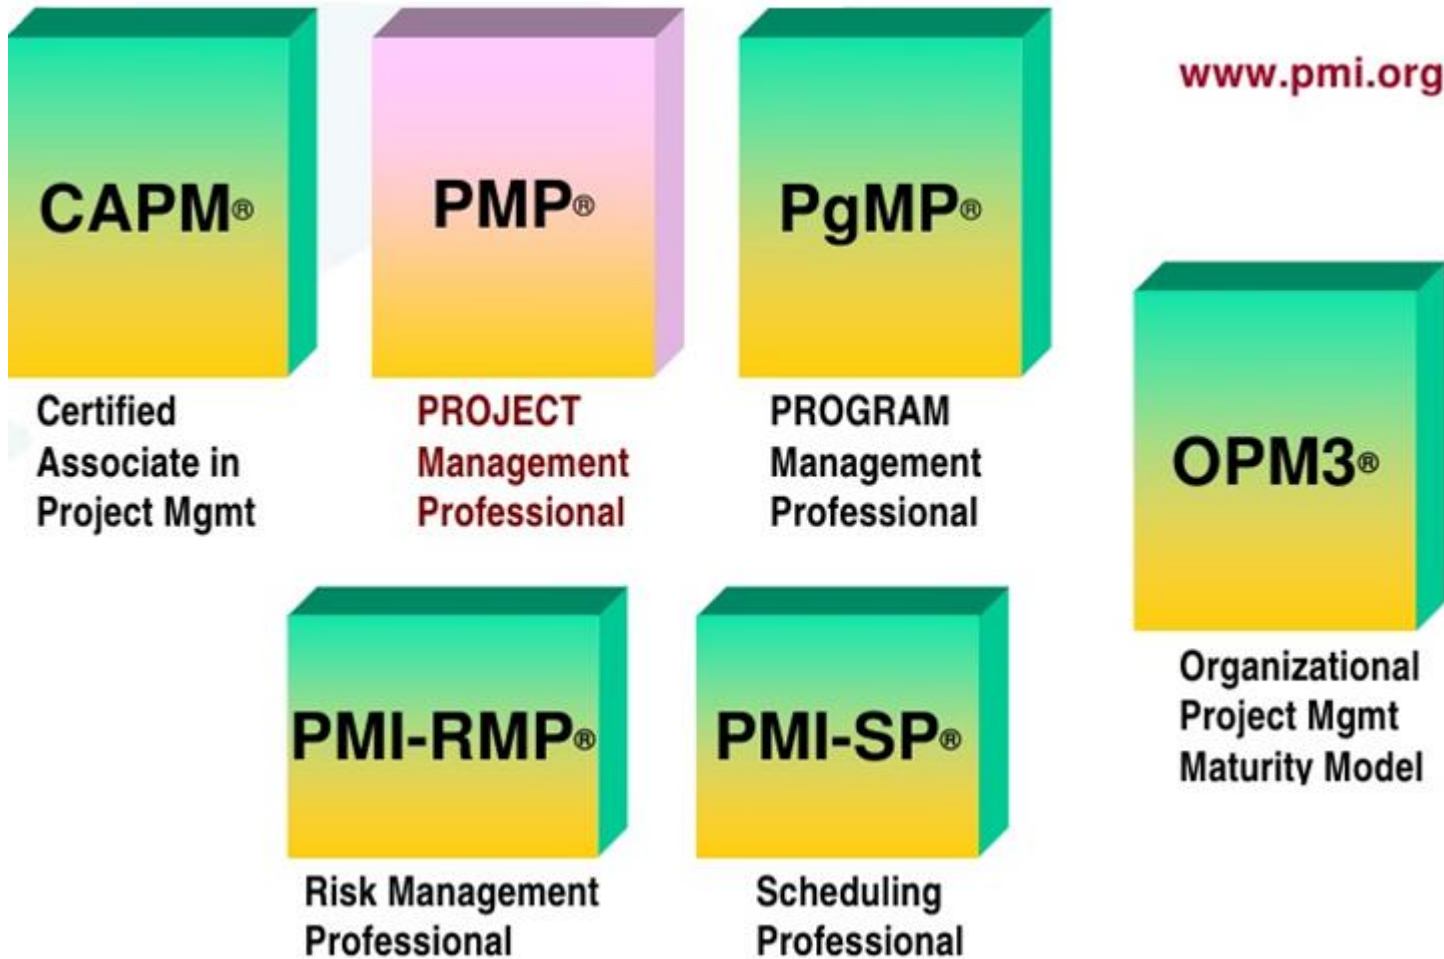 www.pmi.org
CAPM®
PMP®
PgMP®
Certified
Associate in
Project Mgmt
PROJECT
Management
Professional
PROGRAM
Management
Professional
OPM3®
Organizational
Project Mgmt
Maturity Model
PMI-RMP®
PMI-SP®
Risk Management
Professional
Scheduling
Professional